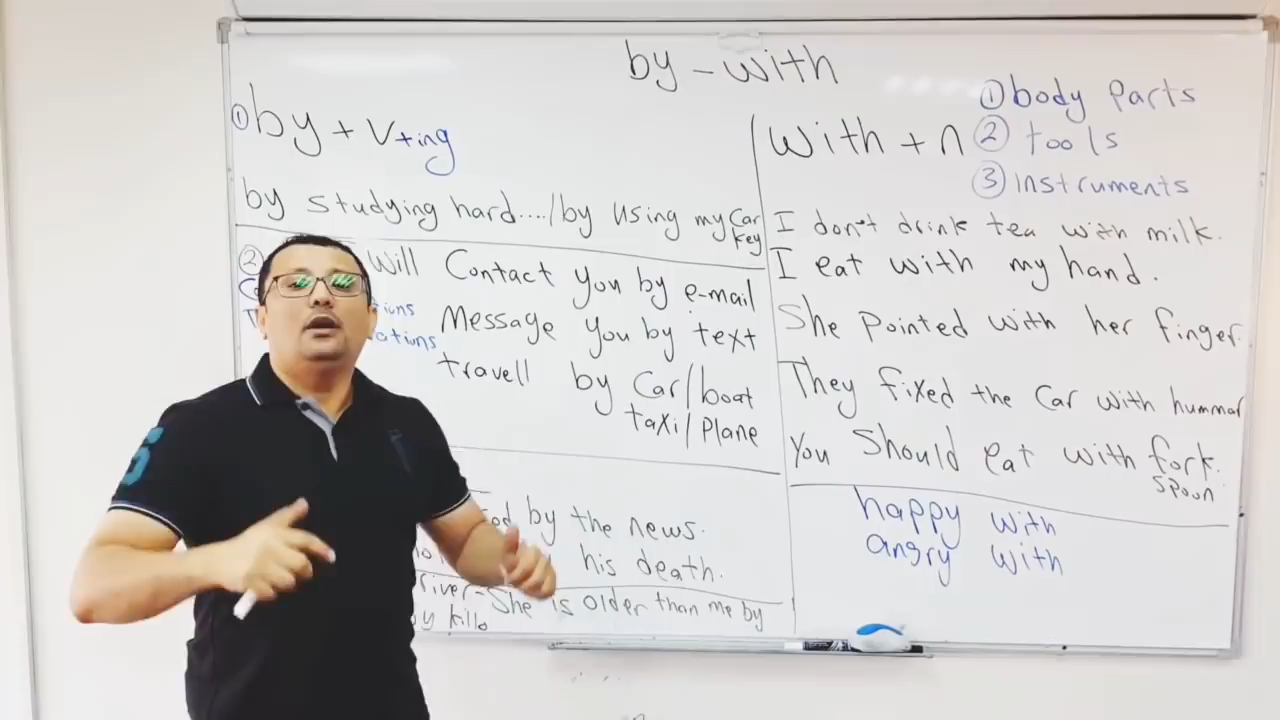 by - with
① by + V+ing
by studying hard..../by using my car key
②
Will Contact you by e-mail
Message you by text
travell by Car/boat
taxi/plane
by the news.
his death.
She is older than me by
by killo
with + n
① body parts
② tools
③ instruments
I don't drink tea with milk.
I eat with my hand.
She pointed with her finger.
They fixed the Car with hummar
You Should eat with fork.
spoon
happy with
angry with